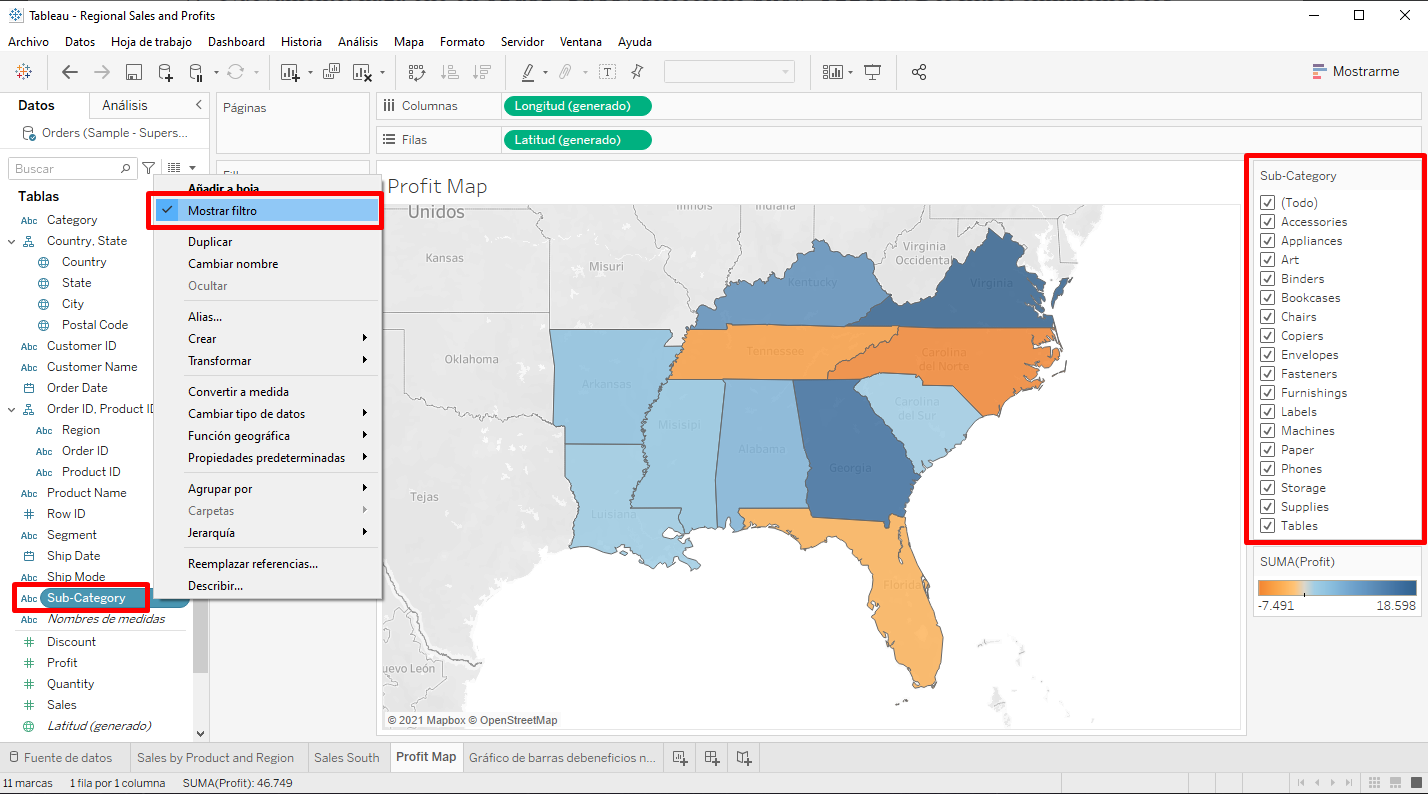 Tableau - Regional Sales and Profits
Archivo Datos Hoja de trabajo Dashboard Historia Análisis Mapa Formato Servidor Ventana Ayuda
Mostrarme
Datos Análisis
Orders (Sample - Supers...
Buscar
Tablas
Abc Category
Country, State
Country
State
City
Postal Code
Abc Customer ID
Abc Customer Name
Order Date
Order ID, Product ID
Abc Region
Abc Order ID
Abc Product ID
Abc Product Name
Row ID
Abc Segment
Ship Date
Abc Ship Mode
Abc Sub-Category
Abc Nombres de medidas
Discount
Profit
Quantity
Sales
Latitud (generado)
Páginas
Columnas Longitud (generado)
Filas Latitud (generado)
Añadir a hoja
Mostrar filtro
Duplicar
Cambiar nombre
Ocultar
Alias...
Crear
Transformar
Convertir a medida
Cambiar tipo de datos
Función geográfica
Propiedades predeterminadas
Agrupar por
Carpetas
Jerarquía
Reemplazar referencias...
Describir...
Profit Map
Unidos
Illinois
Indiana
Kansas
Misuri
Virginia
Occidental
Kentucky
Virginia
Oklahoma
Tennessee
Carolina
del Norte
Arkansas
Carolina
del Sur
Misisipi
Alabama
Georgia
Tejas
Luisiana
Florida
uevo León
© 2021 Mapbox © OpenStreetMap
Sub-Category
(Todo)
Accessories
Appliances
Art
Binders
Bookcases
Chairs
Copiers
Envelopes
Fasteners
Furnishings
Labels
Machines
Paper
Phones
Storage
Supplies
Tables
SUMA(Profit)
-7.491 18.598
Fuente de datos Sales by Product and Region Sales South Profit Map Gráfico de barras debeneficios n...
11 marcas 1 fila por 1 columna SUMA(Profit): 46.749